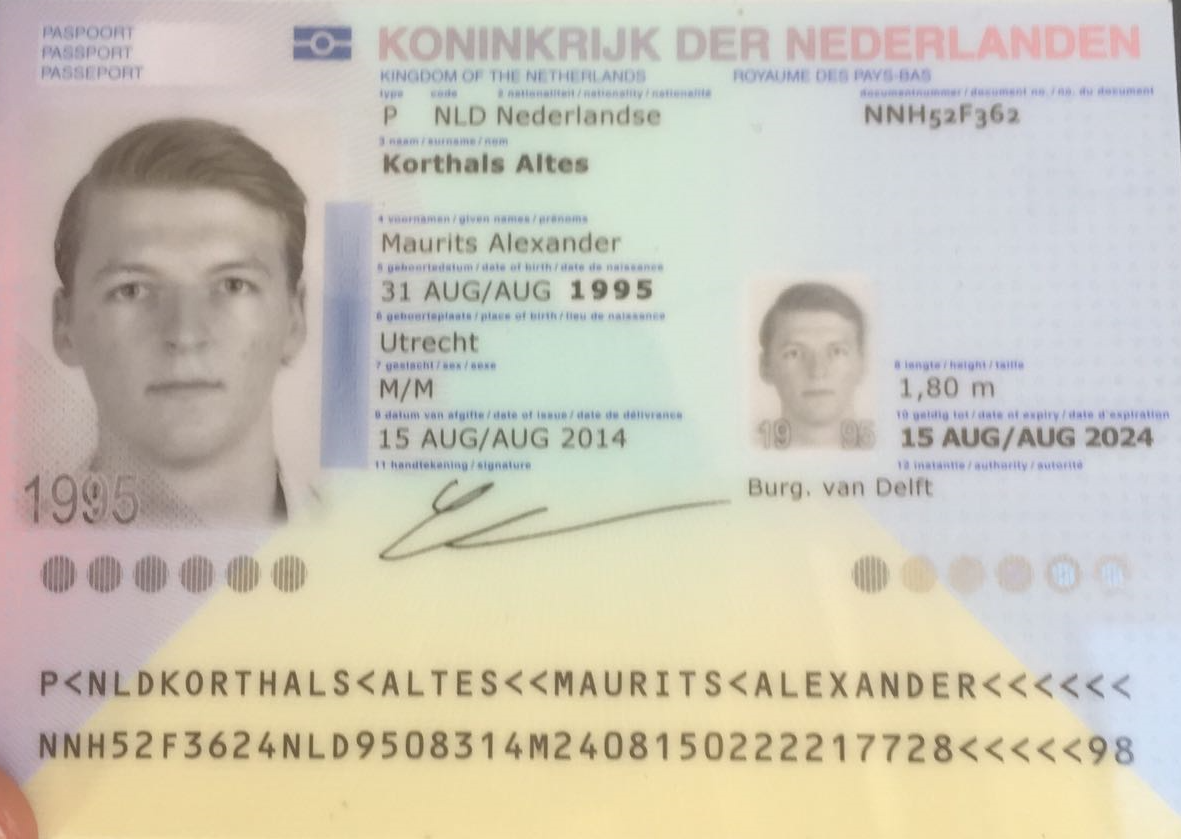 PASPOORT
PASSPORT
PASSEPORT
KONINKRIJK DER NEDERLANDEN
KINGDOM OF THE NETHERLANDS ROYAUME DES PAYS-BAS
type code 2 nationaliteit / nationality / nationalité documentnummer / document no. / no. du document
P NLD Nederlandse NNH52F362
3 naam / surname / nom
Korthals Altes
4 voornamen / given names / prénoms
Maurits Alexander
5 geboortedatum / date of birth / date de naissance
31 AUG/AUG 1995
6 geboorteplaats / place of birth / lieu de naissance
Utrecht
7 geslacht / sex / sexe 8 lengte / height / taille
M/M 1,80 m
9 datum van afgifte / date of issue / date de délivrance 10 geldig tot / date of expiry / date d'expiration
15 AUG/AUG 2014 19 95 15 AUG/AUG 2024
11 handtekening / signature 12 instantie / authority / autorité
Burg. van Delft
1995
P<NLDKORTHALS<ALTES<<MAURITS<ALEXANDER<<<<<<
NNH52F3624NLD9508314M2408150222217728<<<<<98